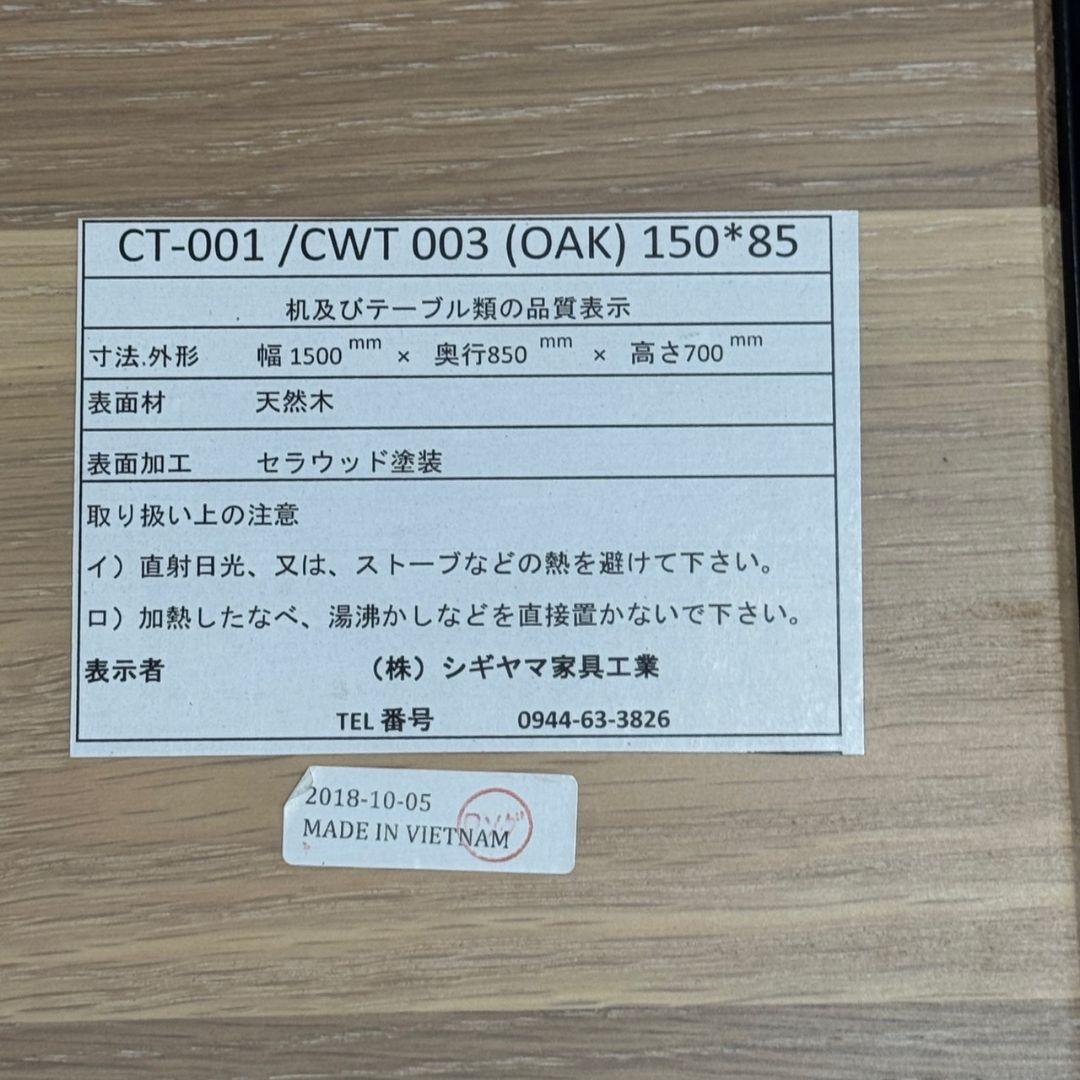 CT-001 /CWT 003 (OAK) 150*85
机及びテーブル類の品質表示
寸法.外形 幅 1500 mm × 奥行850 mm × 高さ700 mm
表面材 天然木
表面加工 セラウッド塗装
取り扱い上の注意
イ）直射日光、又は、ストーブなどの熱を避けて下さい。
ロ）加熱したなべ、湯沸かしなどを直接置かないで下さい。
表示者 （株）シギヤマ家具工業
TEL 番号 0944-63-3826
2018-10-05
MADE IN VIETNAM
ロング